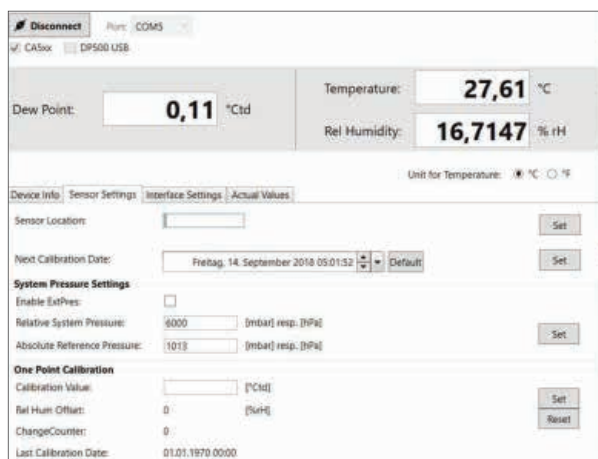 Disconnect Port: COM5
CA5xx DP500 USB
Dew Point: 0,11 °Ctd
Temperature: 27,61 °C
Rel Humidity: 16,7147 % rH
Unit for Temperature: °C °F
Device Info Sensor Settings Interface Settings Actual Values
Sensor Location: Set
Next Calibration Date: Freitag, 14. September 2018 05:01:52 Default Set
System Pressure Settings
Enable ExtPres:
Relative System Pressure: 6000 [mbar] resp. [hPa]
Set
Absolute Reference Pressure: 1013 [mbar] resp. [hPa]
One Point Calibration
Calibration Value: [°Ctd]
Set
Rel Hum Offset: 0 [%rH]
Reset
ChangeCounter: 0
Last Calibration Date: 01.01.1970 00:00